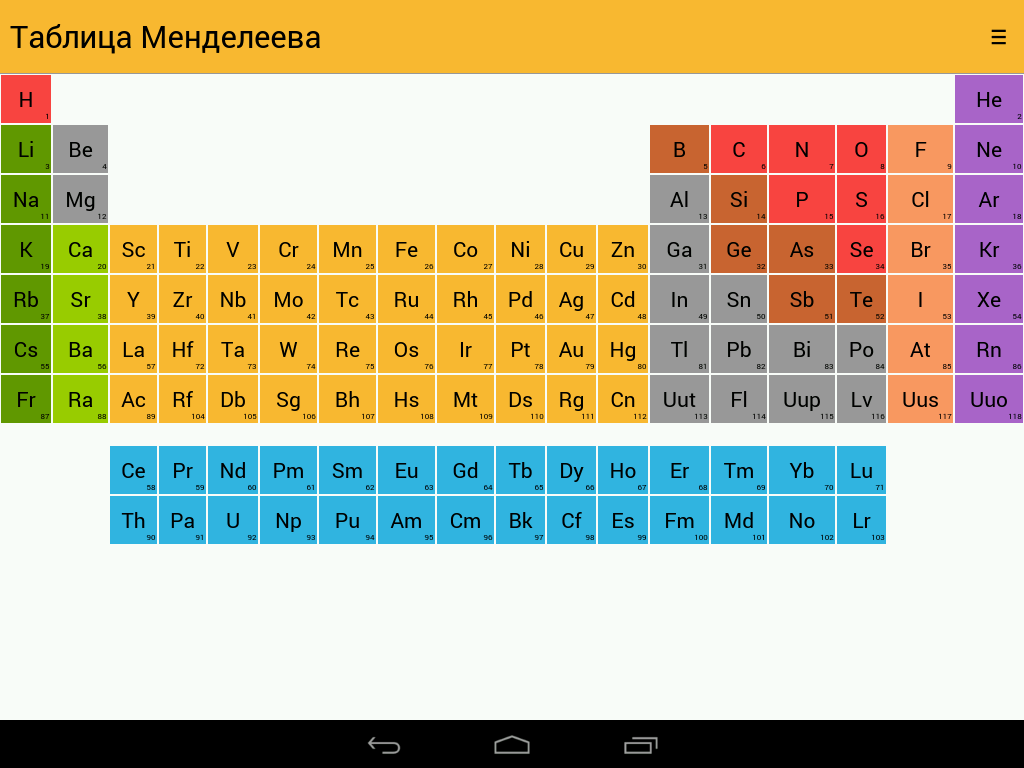 Таблица Менделеева
H 1 He 2
Li 3 Be 4 B 5 C 6 N 7 O 8 F 9 Ne 10
Na 11 Mg 12 Al 13 Si 14 P 15 S 16 Cl 17 Ar 18
K 19 Ca 20 Sc 21 Ti 22 V 23 Cr 24 Mn 25 Fe 26 Co 27 Ni 28 Cu 29 Zn 30 Ga 31 Ge 32 As 33 Se 34 Br 35 Kr 36
Rb 37 Sr 38 Y 39 Zr 40 Nb 41 Mo 42 Tc 43 Ru 44 Rh 45 Pd 46 Ag 47 Cd 48 In 49 Sn 50 Sb 51 Te 52 I 53 Xe 54
Cs 55 Ba 56 La 57 Hf 72 Ta 73 W 74 Re 75 Os 76 Ir 77 Pt 78 Au 79 Hg 80 Tl 81 Pb 82 Bi 83 Po 84 At 85 Rn 86
Fr 87 Ra 88 Ac 89 Rf 104 Db 105 Sg 106 Bh 107 Hs 108 Mt 109 Ds 110 Rg 111 Cn 112 Uut 113 Fl 114 Uup 115 Lv 116 Uus 117 Uuo 118
Ce 58 Pr 59 Nd 60 Pm 61 Sm 62 Eu 63 Gd 64 Tb 65 Dy 66 Ho 67 Er 68 Tm 69 Yb 70 Lu 71
Th 90 Pa 91 U 92 Np 93 Pu 94 Am 95 Cm 96 Bk 97 Cf 98 Es 99 Fm 100 Md 101 No 102 Lr 103